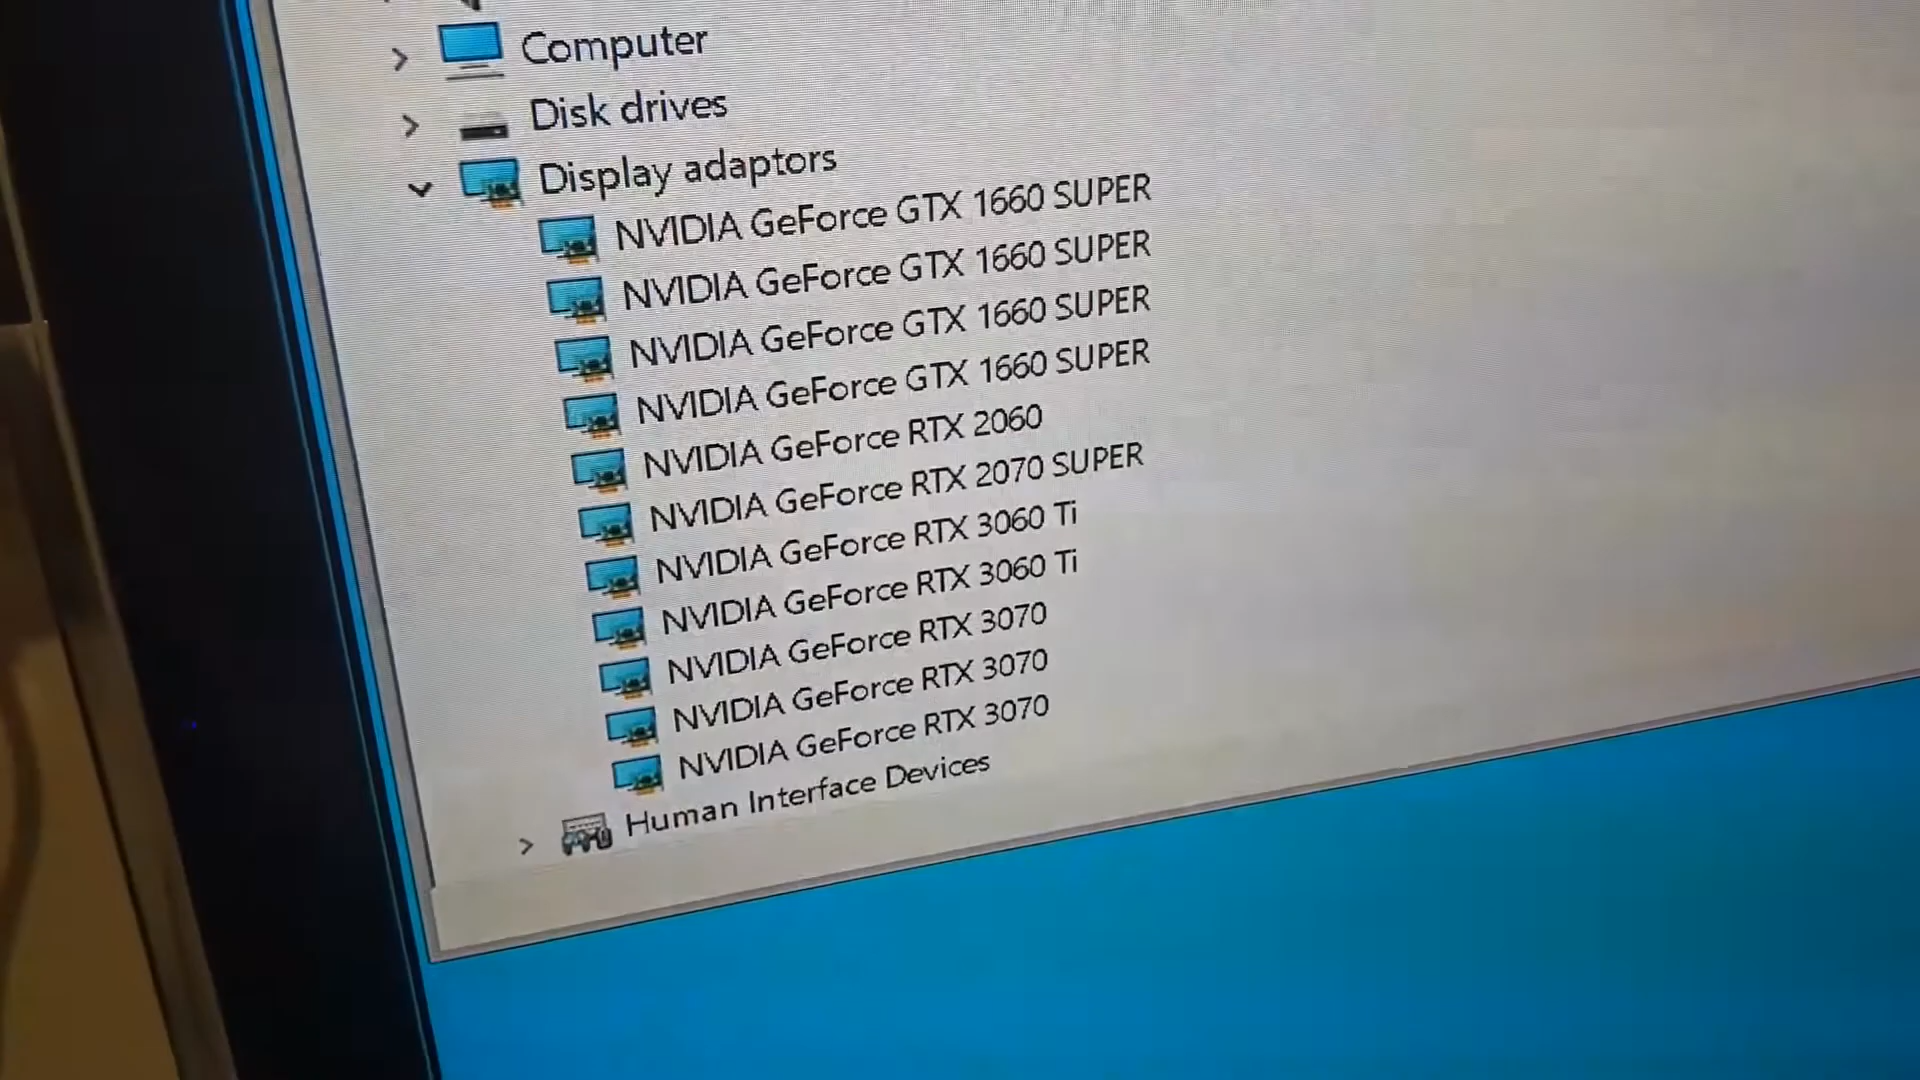 Computer
Disk drives
Display adaptors
NVIDIA GeForce GTX 1660 SUPER
NVIDIA GeForce GTX 1660 SUPER
NVIDIA GeForce GTX 1660 SUPER
NVIDIA GeForce GTX 1660 SUPER
NVIDIA GeForce RTX 2060
NVIDIA GeForce RTX 2070 SUPER
NVIDIA GeForce RTX 3060 Ti
NVIDIA GeForce RTX 3060 Ti
NVIDIA GeForce RTX 3070
NVIDIA GeForce RTX 3070
NVIDIA GeForce RTX 3070
Human Interface Devices